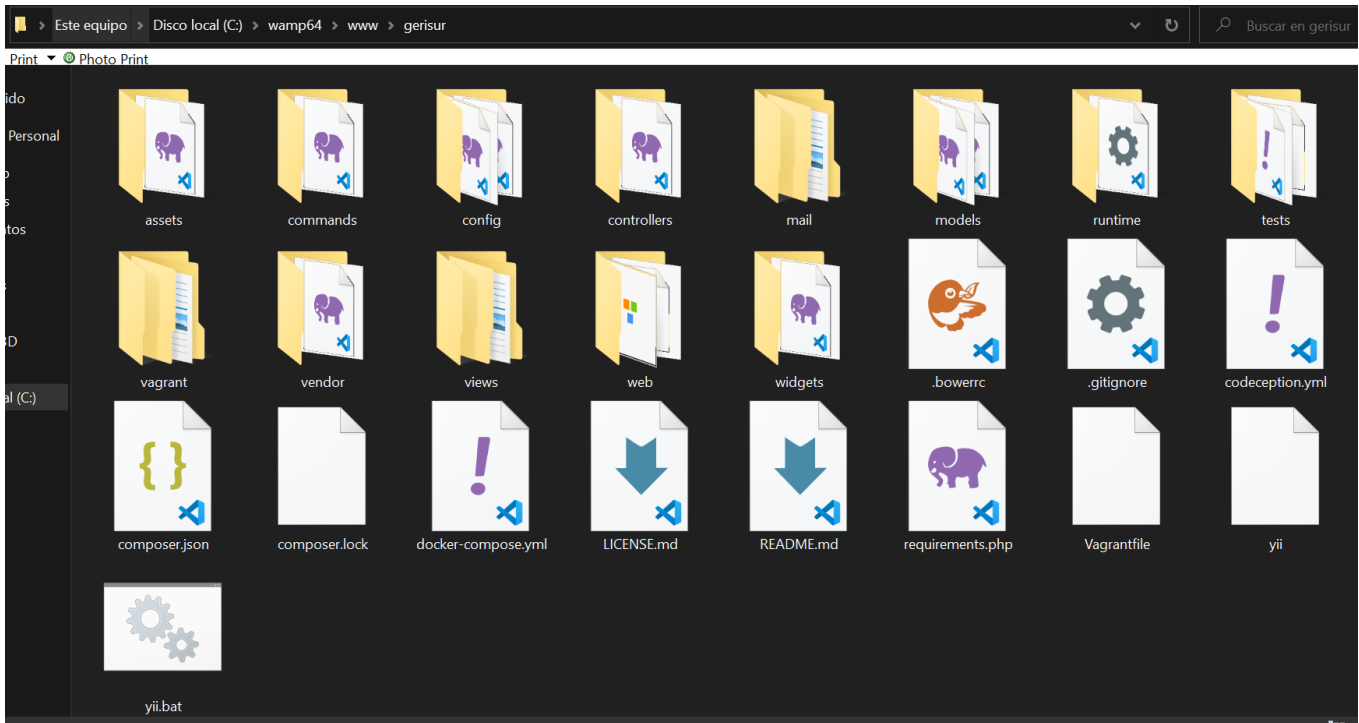 Este equipo > Disco local (C:) > wamp64 > www > gerisur
Buscar en gerisur
Print Photo Print
ido
Personal
tos
3D
al (C:)
assets commands config controllers mail models runtime tests
vagrant vendor views web widgets .bowerrc .gitignore codeception.yml
composer.json composer.lock docker-compose.yml LICENSE.md README.md requirements.php Vagrantfile yii
yii.bat